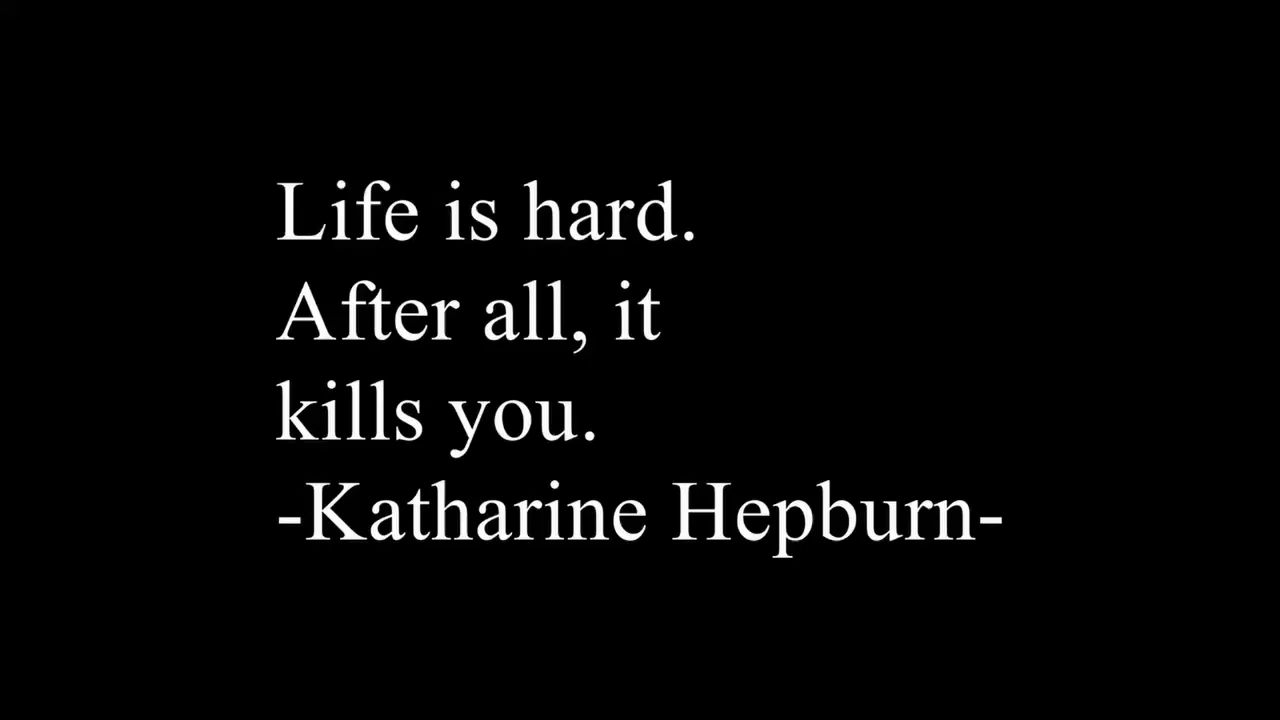 Life is hard.
After all, it
kills you.
-Katharine Hepburn-